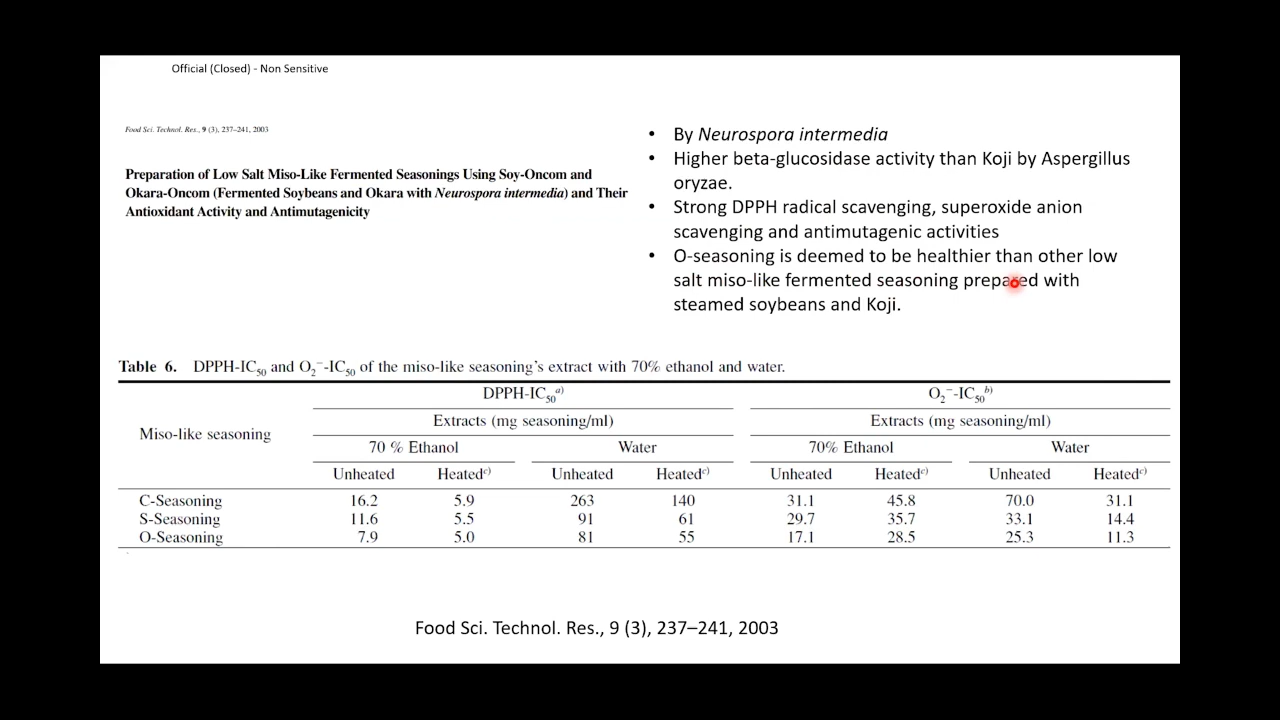 Official (Closed) - Non Sensitive
Food Sci. Technol. Res., 9 (3), 237–241, 2003
Preparation of Low Salt Miso-Like Fermented Seasonings Using Soy-Oncom and
Okara-Oncom (Fermented Soybeans and Okara with Neurospora intermedia) and Their
Antioxidant Activity and Antimutagenicity
• By Neurospora intermedia
• Higher beta-glucosidase activity than Koji by Aspergillus
oryzae.
• Strong DPPH radical scavenging, superoxide anion
scavenging and antimutagenic activities
• O-seasoning is deemed to be healthier than other low
salt miso-like fermented seasoning prepared with
steamed soybeans and Koji.
Table 6. DPPH-IC50 and O2−-IC50 of the miso-like seasoning's extract with 70% ethanol and water.
DPPH-IC50a) O2−-IC50b)
Extracts (mg seasoning/ml) Extracts (mg seasoning/ml)
Miso-like seasoning
70 % Ethanol Water 70% Ethanol Water
Unheated Heatedc) Unheated Heatedc) Unheated Heatedc) Unheated Heatedc)
C-Seasoning 16.2 5.9 263 140 31.1 45.8 70.0 31.1
S-Seasoning 11.6 5.5 91 61 29.7 35.7 33.1 14.4
O-Seasoning 7.9 5.0 81 55 17.1 28.5 25.3 11.3
Food Sci. Technol. Res., 9 (3), 237–241, 2003